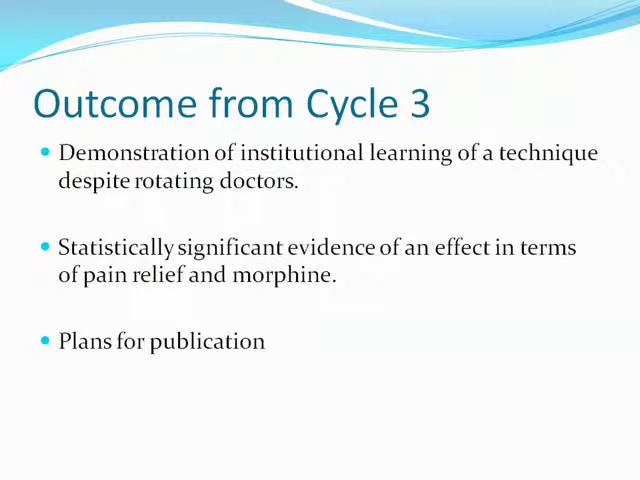 Outcome from Cycle 3
Demonstration of institutional learning of a technique
despite rotating doctors.
Statistically significant evidence of an effect in terms
of pain relief and morphine.
Plans for publication